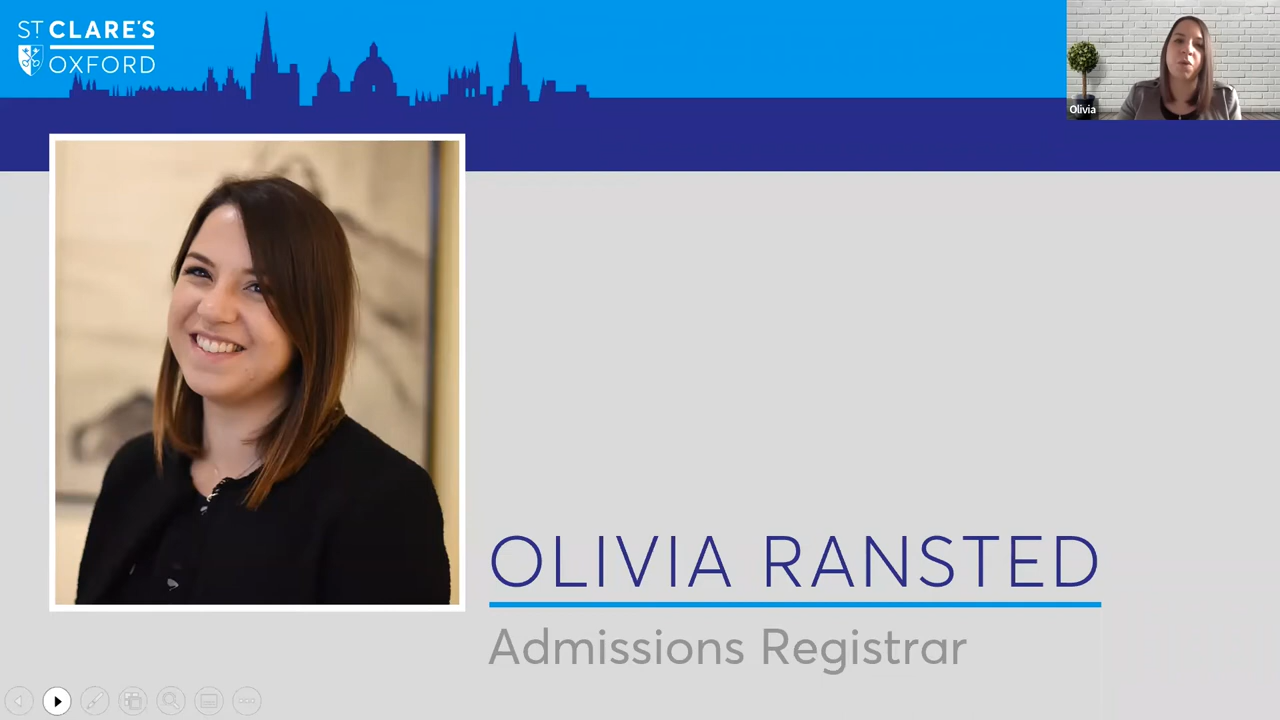 ST CLARE'S
OXFORD
Olivia
OLIVIA RANSTED
Admissions Registrar